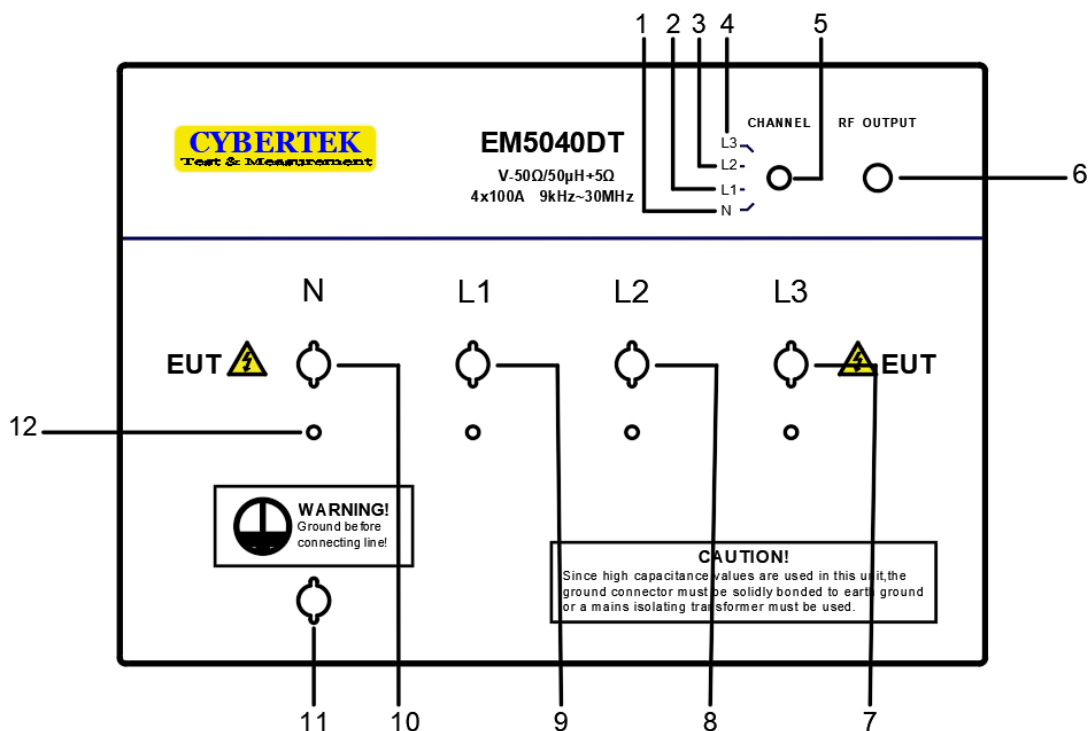 1 2 3 4 5
CYBERTEK
Test & Measurement
EM5040DT
V-50Ω/50μH+5Ω
4x100A 9kHz~30MHz
CHANNEL RF OUTPUT
L3
L2
L1
N
6
N L1 L2 L3
EUT EUT
12
WARNING!
Ground before
connecting line!
CAUTION!
Since high capacitance values are used in this unit,the
ground connector must be solidly bonded to earth ground
or a mains isolating transformer must be used.
11 10 9 8 7